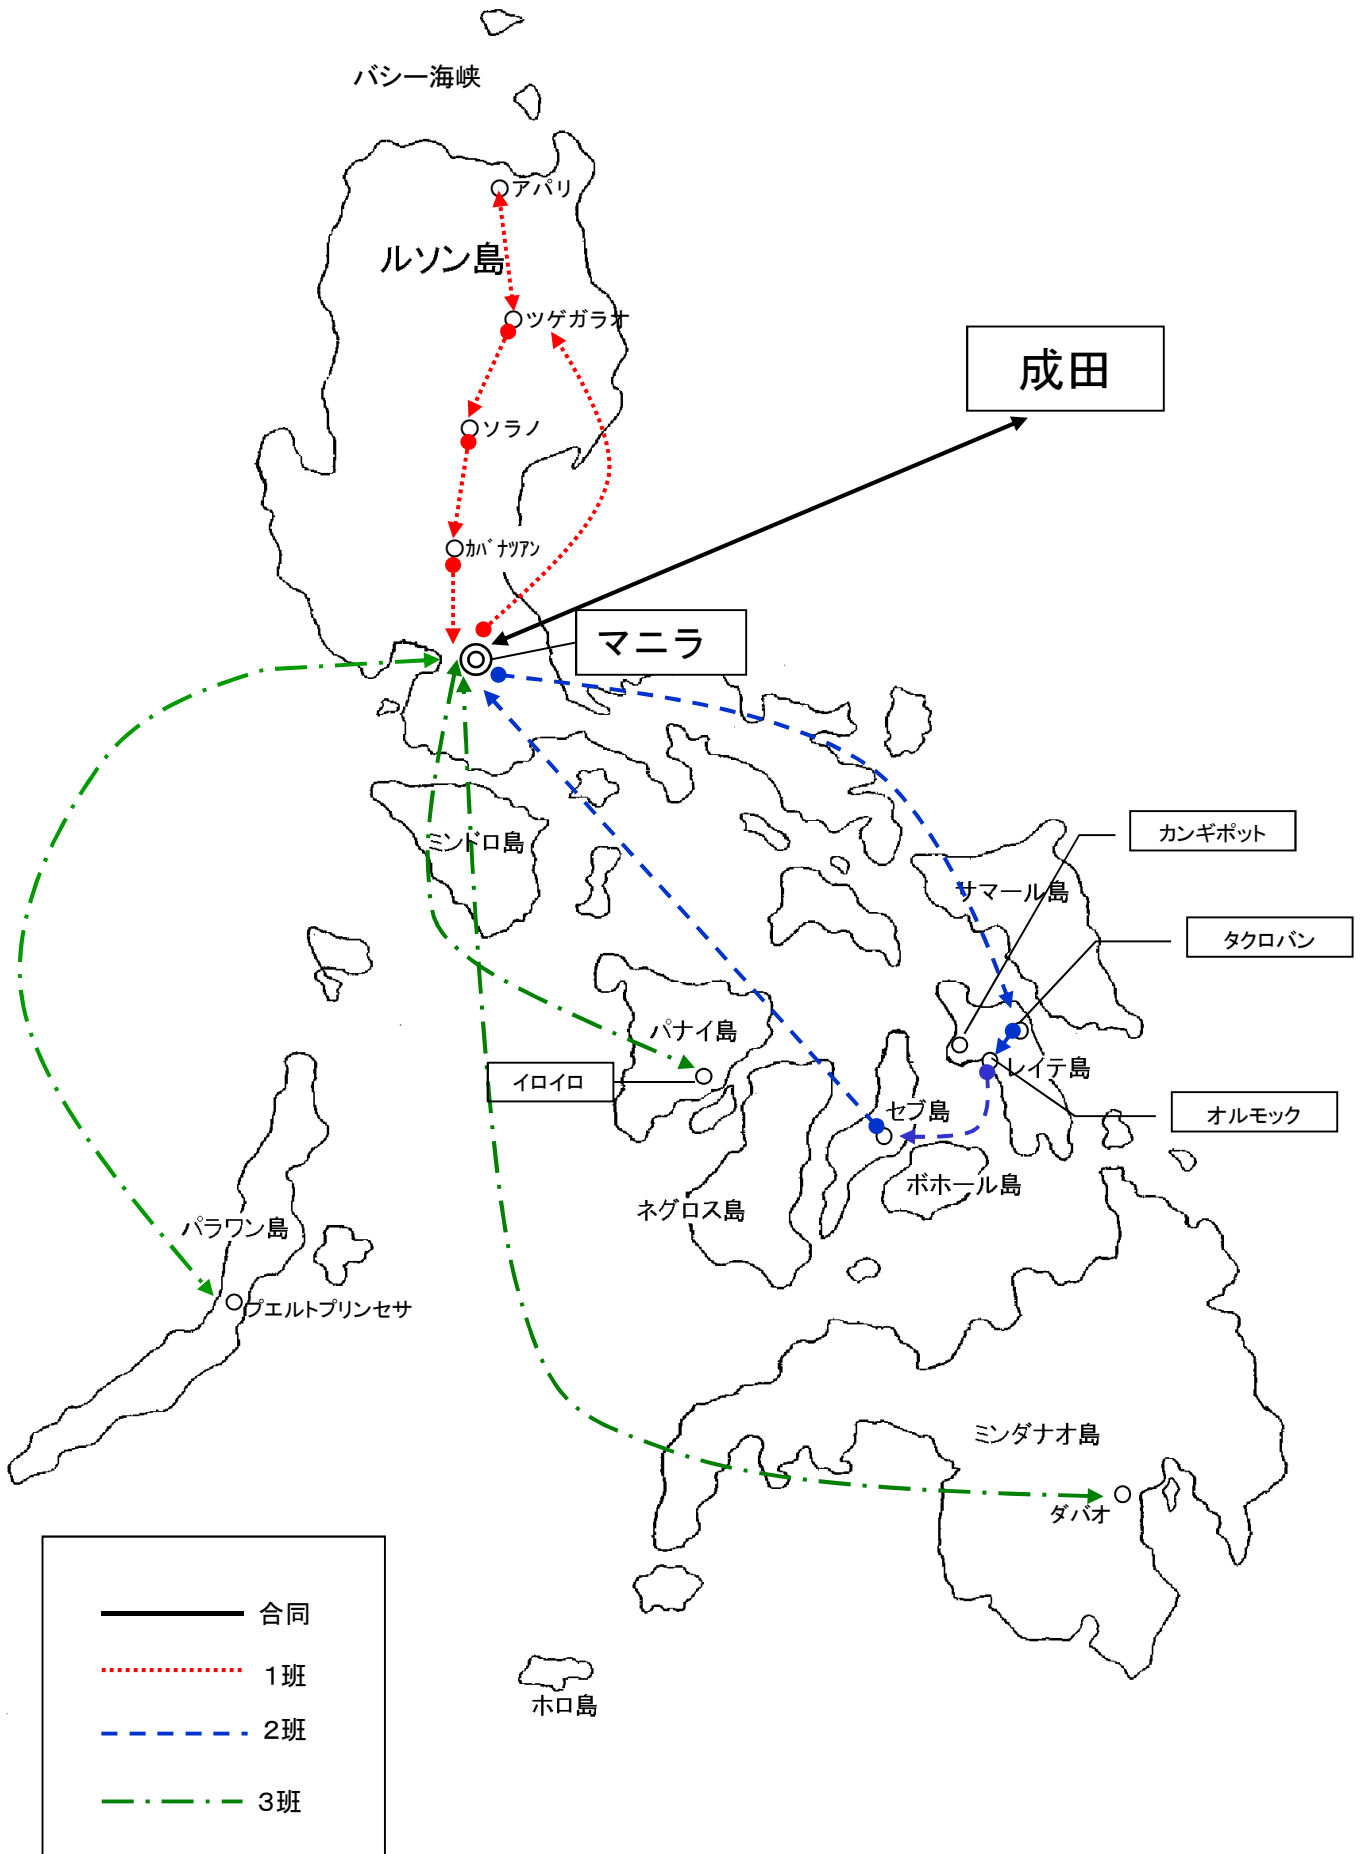 バシー海峡
アパリ
ルソン島
ツゲガラオ
成田
ソラノ
ｶﾊﾞﾅﾂｱﾝ
マニラ
カンギポット
ミンドロ島
サマール島
タクロバン
パナイ島
レイテ島
イロイロ
セブ島
オルモック
ボホール島
ネグロス島
パラワン島
プエルトプリンセサ
ミンダナオ島
ダバオ
合同
１班
２班
ホロ島
３班